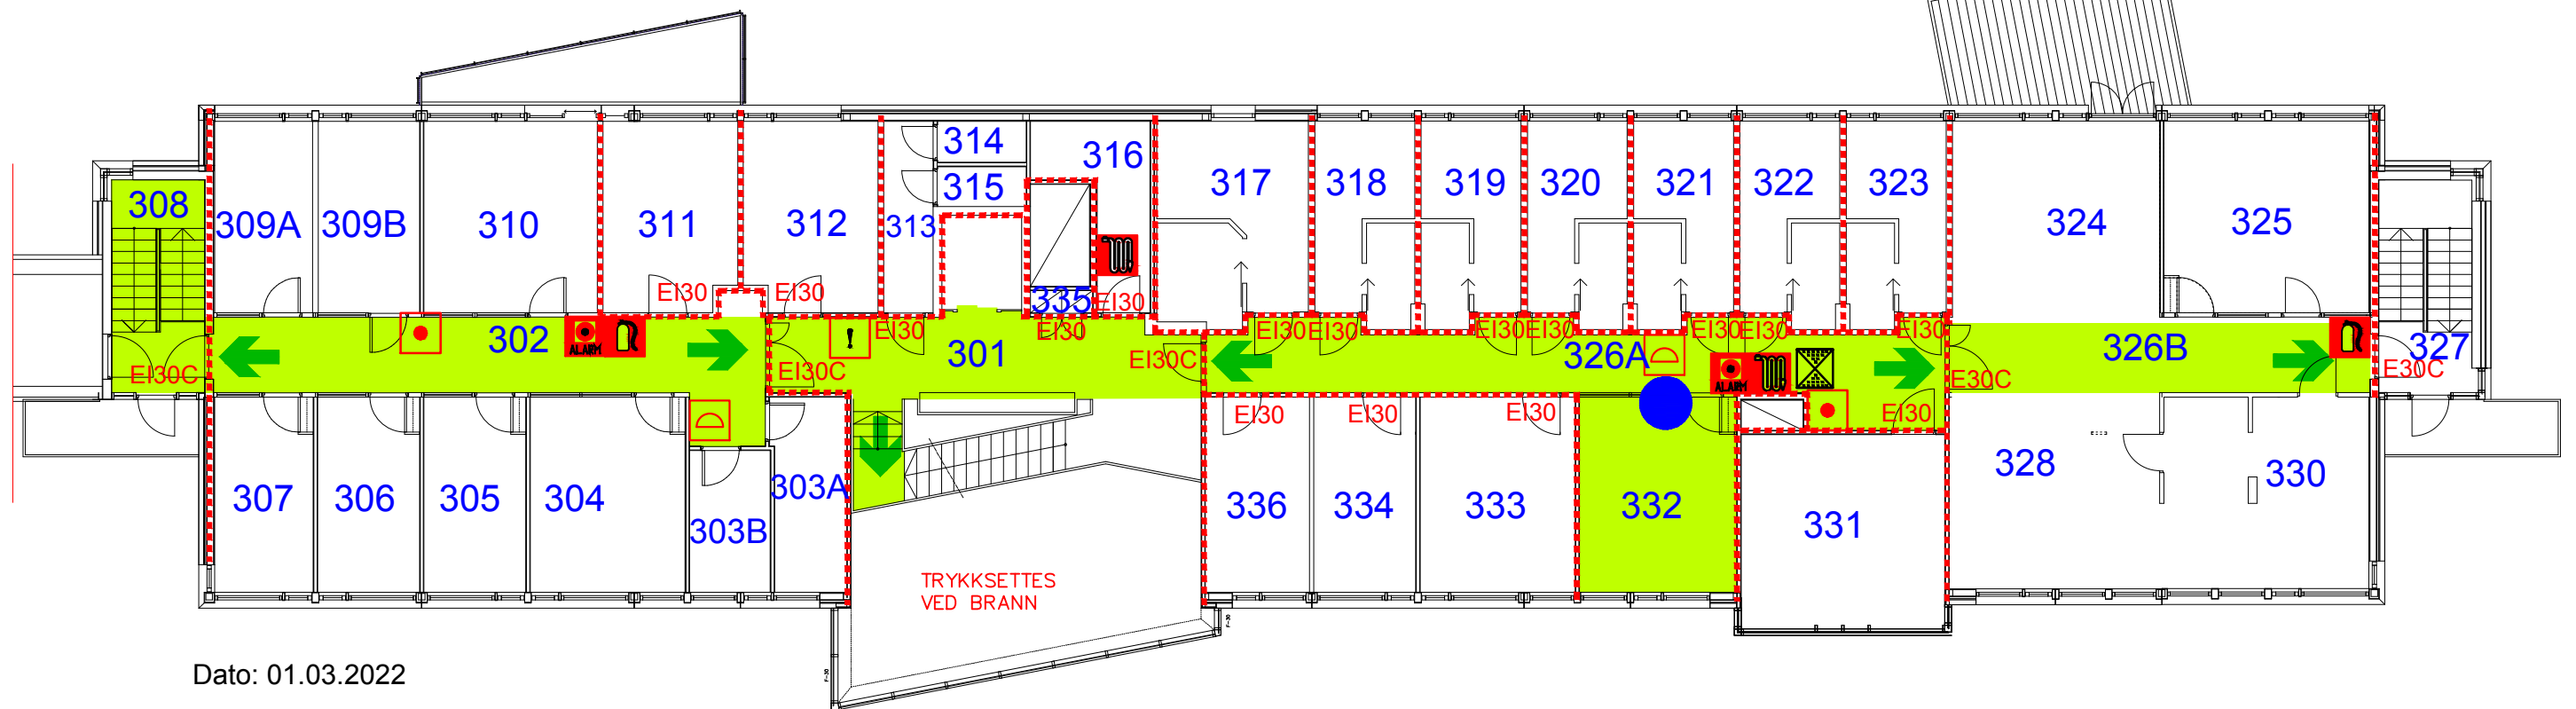 314
316
315
308
309A
309B
310
311
312
313
317
318
319
320
321
322
323
324
325
EI30
EI30
335
EI30
302
ALARM
!
EI30
301
EI30
EI30C
EI30
EI30
EI30
EI30
326A
EI30
EI30
EI30
326B
327
EI30C
EI30C
ALARM
E30C
E30C
EI30
EI30
EI30
EI30
307
306
305
304
303B
303A
336
334
333
332
331
328
330
TRYKKSETTES
VED BRANN
F-30
F-30
Dato: 01.03.2022